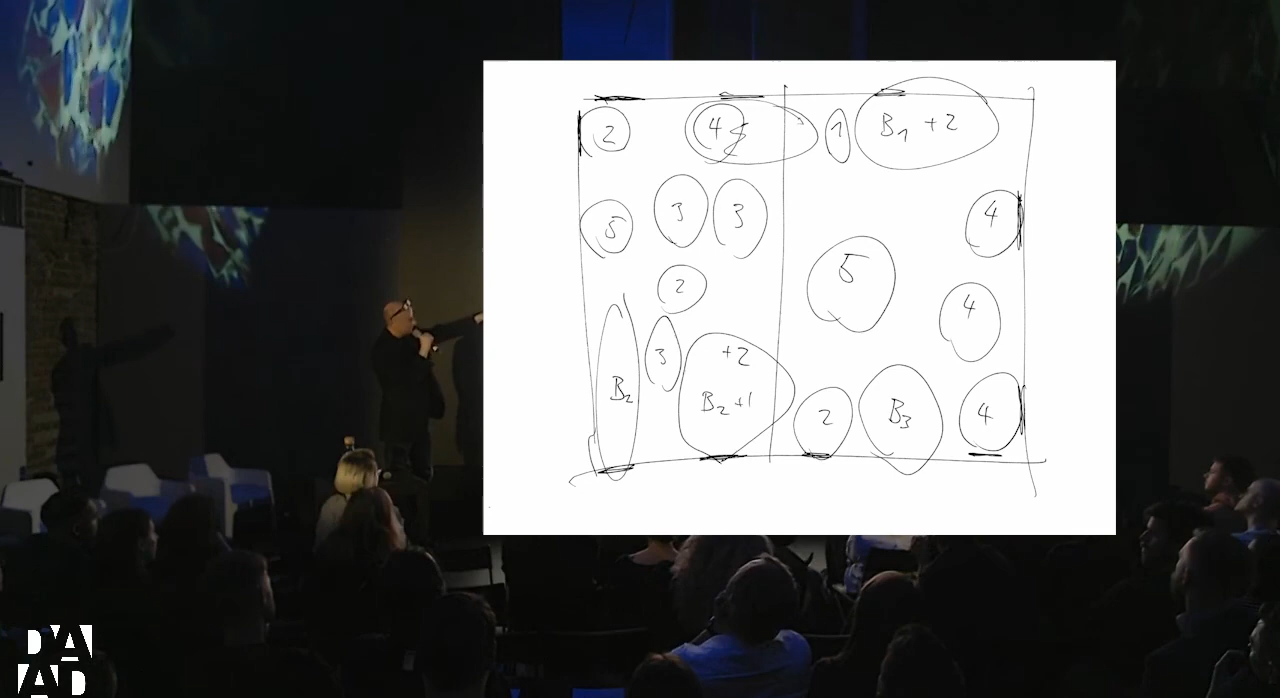 2 4 1 B₁ +2
5 3 3 4
2 5 4
3 +2
B₂ B₂+1 2 B₃ 4
DA
AD